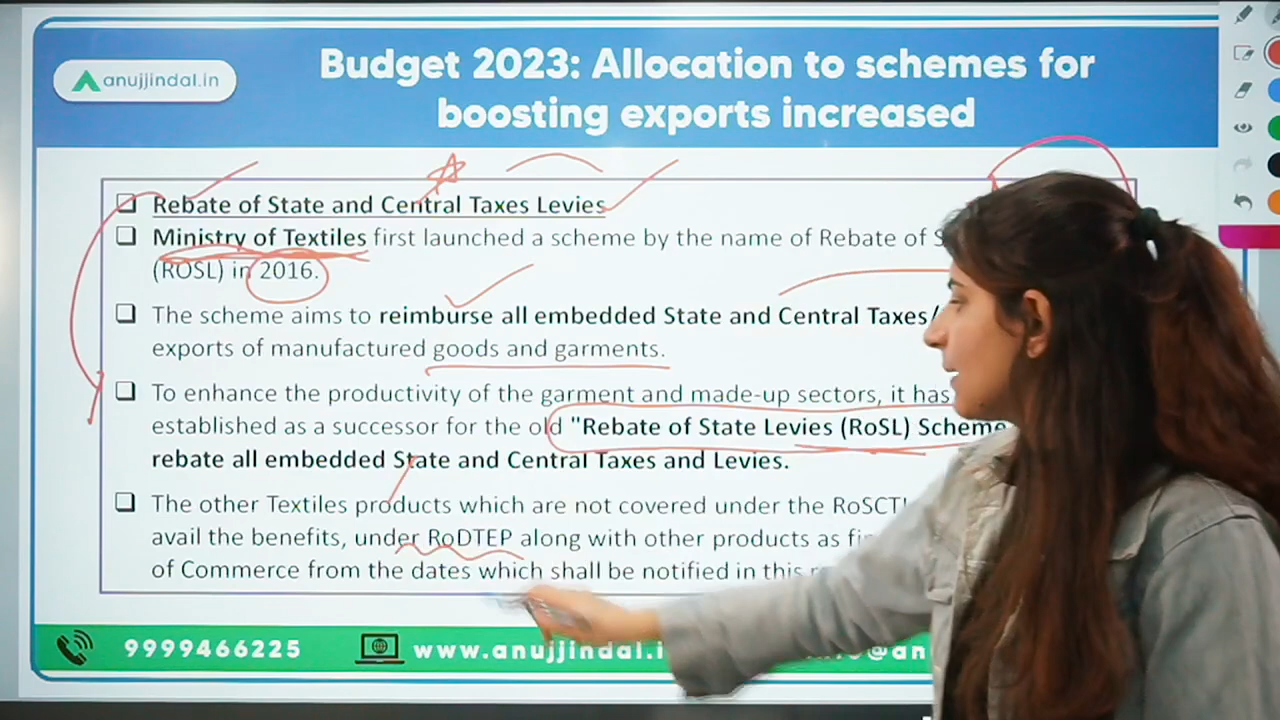 anujjindal.in
Budget 2023: Allocation to schemes for
boosting exports increased
Rebate of State and Central Taxes Levies
Ministry of Textiles first launched a scheme by the name of Rebate of S
(ROSL) in 2016.
The scheme aims to reimburse all embedded State and Central Taxes/
exports of manufactured goods and garments.
To enhance the productivity of the garment and made-up sectors, it has
established as a successor for the old "Rebate of State Levies (RoSL) Scheme
rebate all embedded State and Central Taxes and Levies.
The other Textiles products which are not covered under the RoSCTL
avail the benefits, under RoDTEP along with other products as
of Commerce from the dates which shall be notified in this
9999466225
www.anujjindal.i
@an